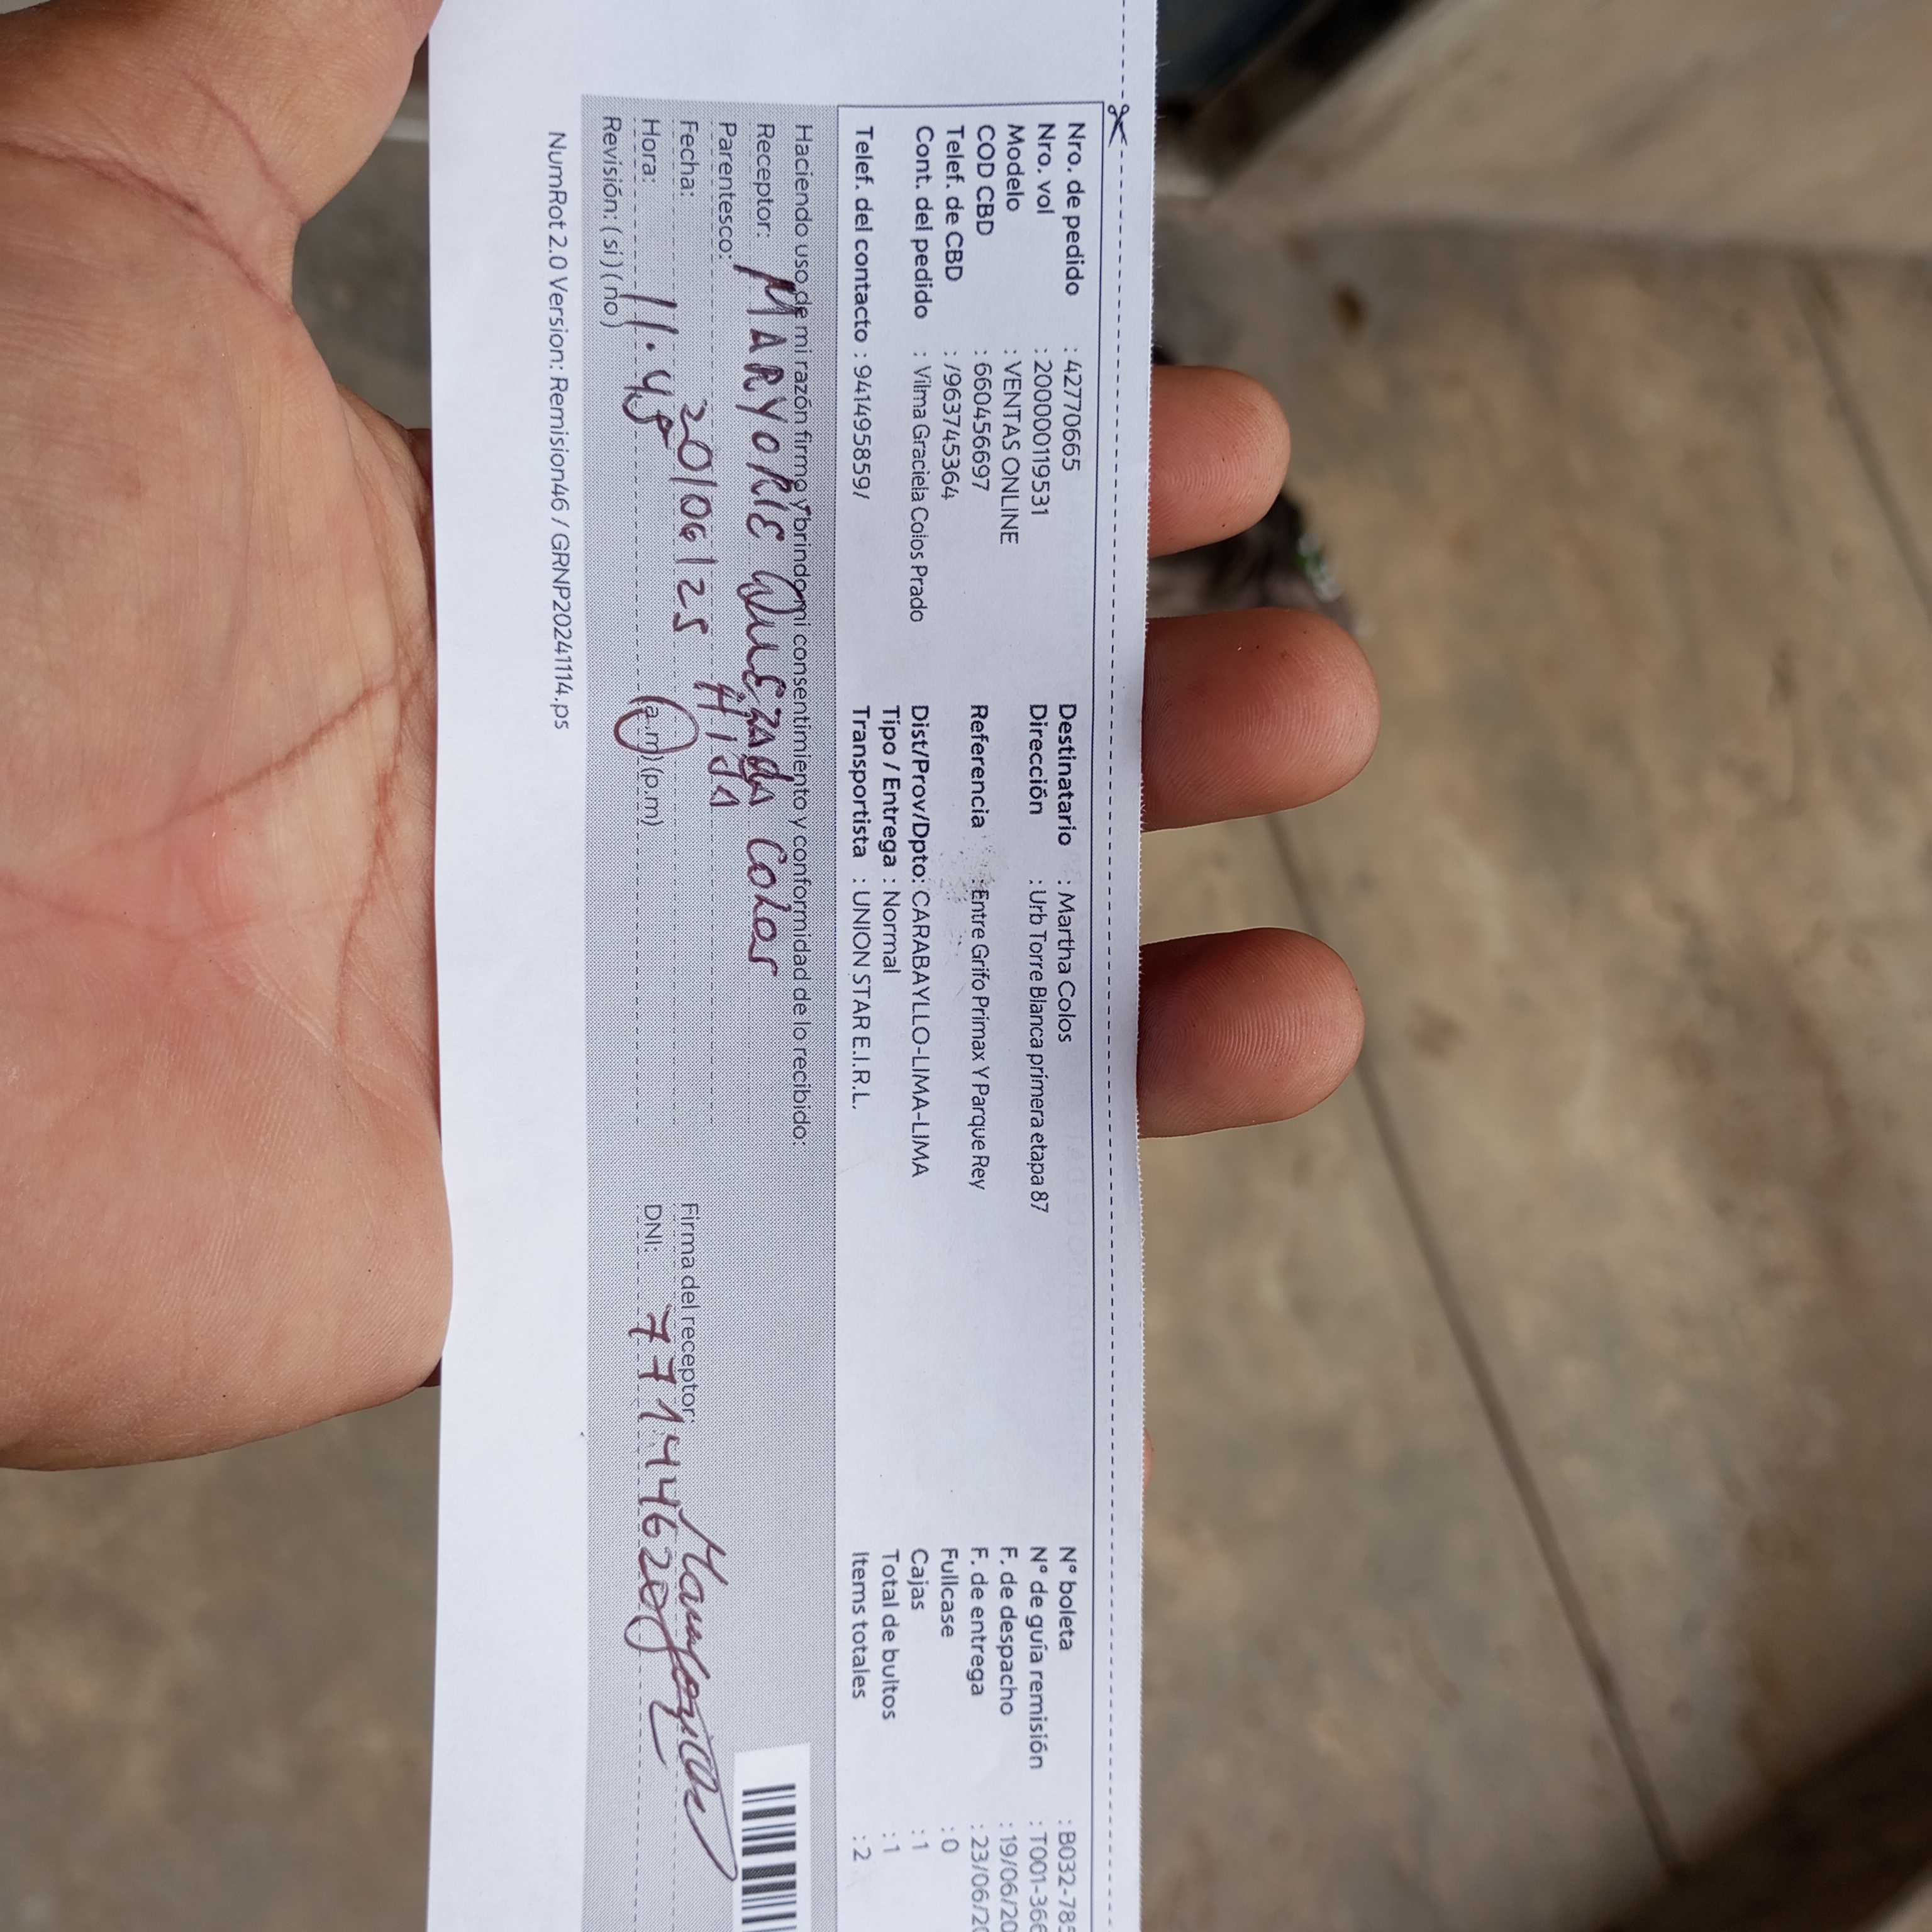 Nro. de pedido : 42770665
Nro. vol : 200000119531
Modelo : VENTAS ONLINE
COD CBD : 660456697
Telef. de CBD : /963745364
Cont. del pedido : Vilma Graciela Colos Prado
Telef. del contacto : 941495859/
Destinatario : Martha Colos
Dirección : Urb Torre Blanca primera etapa 87
Referencia : Entre Grifo Primax Y Parque Rey
Dist/Prov/Dpto: CARABAYLLO-LIMA-LIMA
Tipo / Entrega : Normal
Transportista : UNION STAR E.I.R.L.
N° boleta : B032-785
N° de guía remisión : T001-366
F. de despacho : 19/06/20
F. de entrega : 23/06/20
Fullcase : 0
Cajas : 1
Total de bultos : 1
Items totales : 2
Haciendo uso de mi razón firmo y brindo mi consentimiento y conformidad de lo recibido:
Receptor: MARYORIE QUEZADA Colos
Parentesco: HIJA
Fecha: 20/06/25
Hora: 11:45 (a.m) (p.m)
Revisión: ( si ) ( no )
Firma del receptor:
DNI: 77144620
NumRot 2.0 Version: Remision46 / GRNP20241114.ps